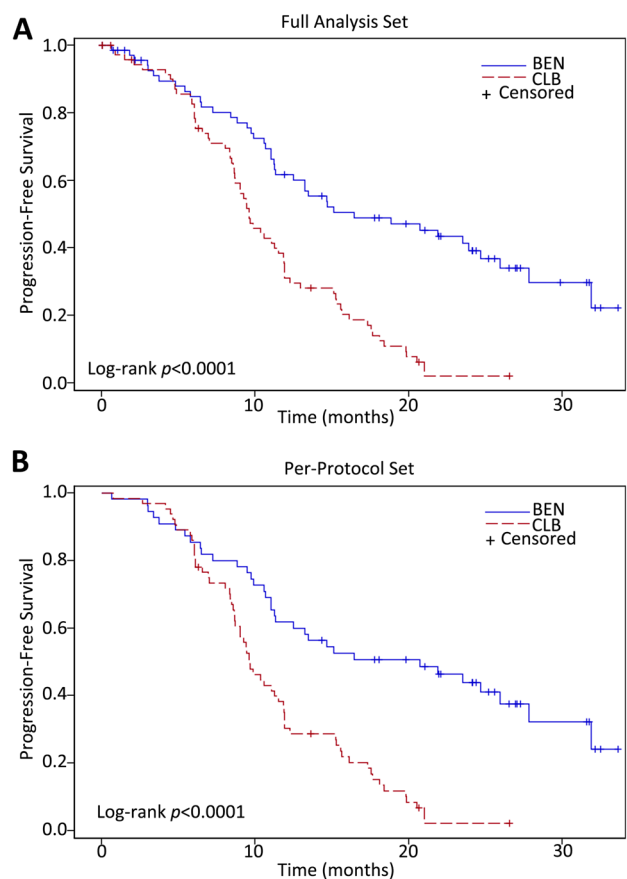 A
Full Analysis Set
1.0
0.8
0.6
0.4
0.2
0.0
Progression-Free Survival
BEN
CLB
+ Censored
Log-rank p<0.0001
0 10 20 30
Time (months)
B
Per-Protocol Set
1.0
0.8
0.6
0.4
0.2
0.0
Progression-Free Survival
BEN
CLB
+ Censored
Log-rank p<0.0001
0 10 20 30
Time (months)